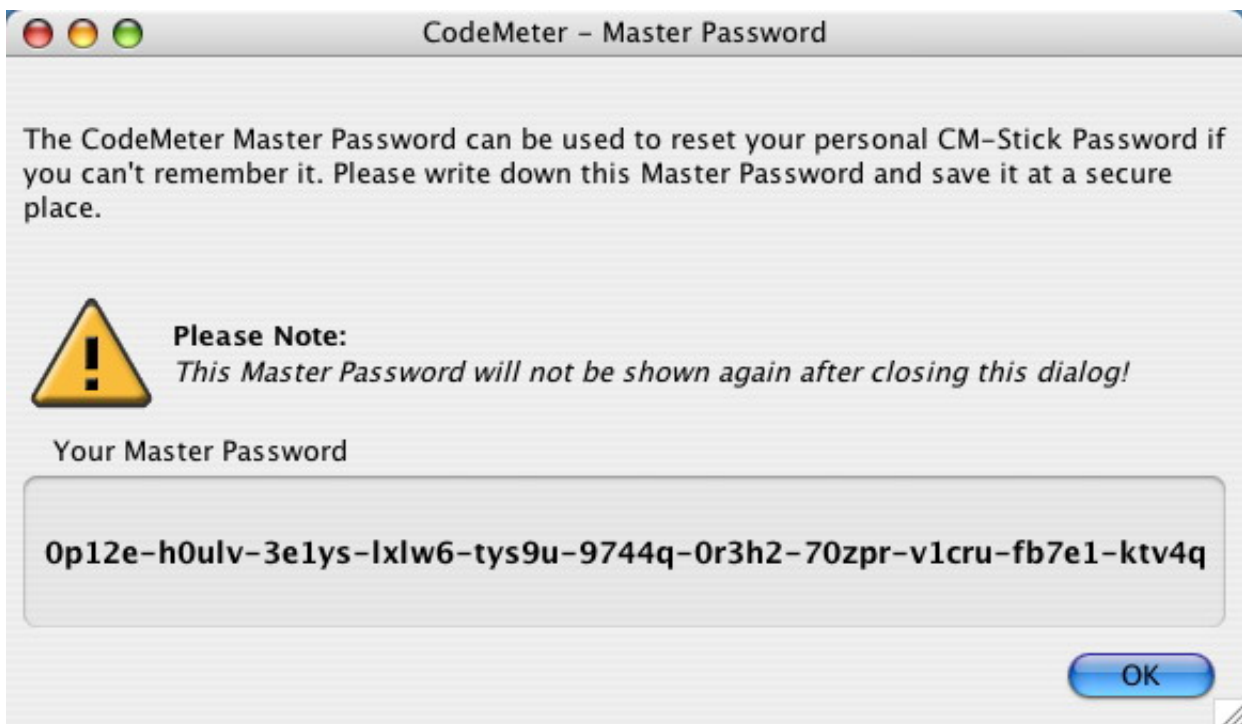 CodeMeter – Master Password
The CodeMeter Master Password can be used to reset your personal CM–Stick Password if
you can't remember it. Please write down this Master Password and save it at a secure
place.
Please Note:
This Master Password will not be shown again after closing this dialog!
Your Master Password
0p12e–h0ulv–3e1ys–lxlw6–tys9u–9744q–0r3h2–70zpr–v1cru–fb7e1–ktv4q
OK